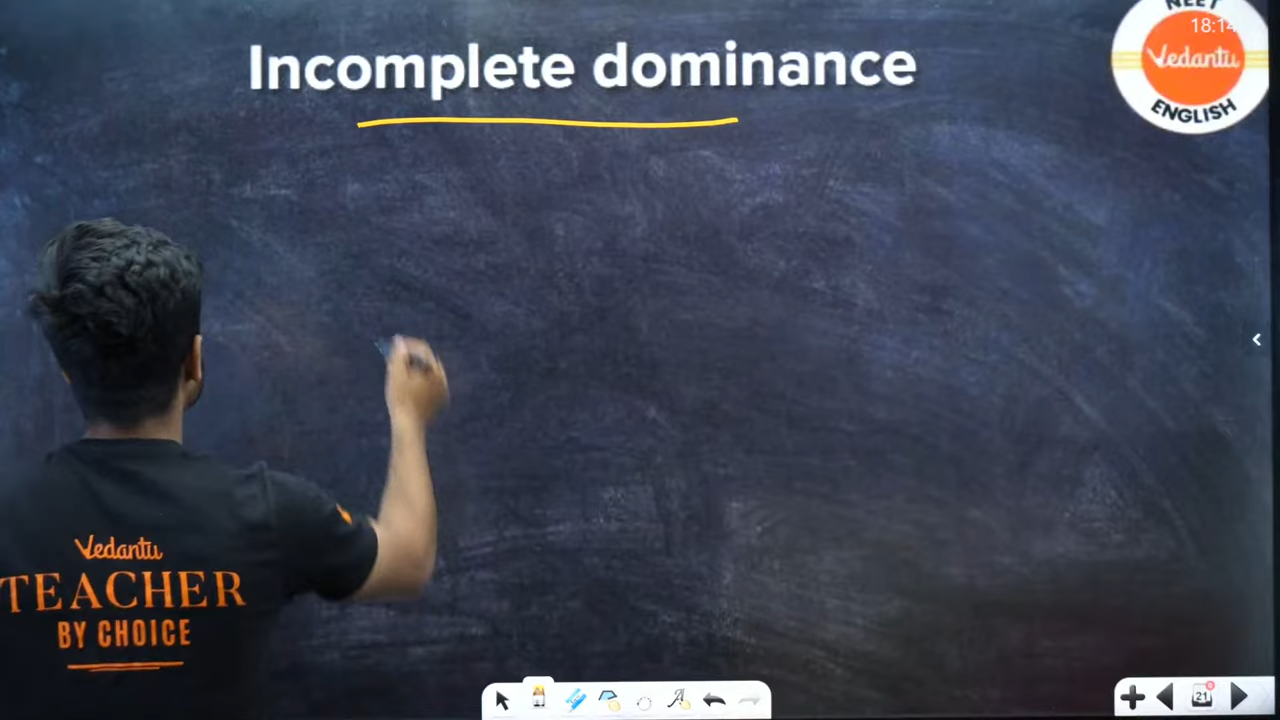 Incomplete dominance
NEET
18:14
Vedantu
ENGLISH
Vedantu
TEACHER
BY CHOICE
21